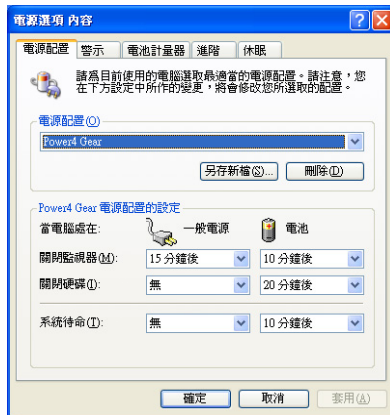 電源選項 內容
電源配置 警示 電池計量器 進階 休眠
請為目前使用的電腦選取最適當的電源配置。請注意，您
在下方設定中所作的變更，將會修改您所選取的配置。
電源配置(O)
Power4 Gear
另存新檔(S)... 刪除(D)
Power4 Gear 電源配置的設定
當電腦處在: 一般電源 電池
關閉監視器(M): 15 分鐘後 10 分鐘後
關閉硬碟(I): 無 20 分鐘後
系統待命(T): 無 10 分鐘後
確定 取消 套用(A)